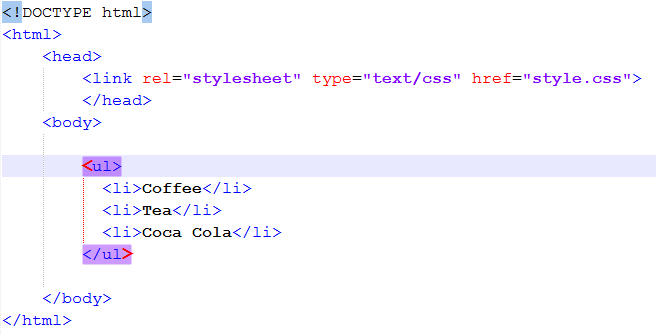 <!DOCTYPE html>
<html>
<head>
<link rel="stylesheet" type="text/css" href="style.css">
</head>
<body>
<ul>
<li>Coffee</li>
<li>Tea</li>
<li>Coca Cola</li>
</ul>
</body>
</html>